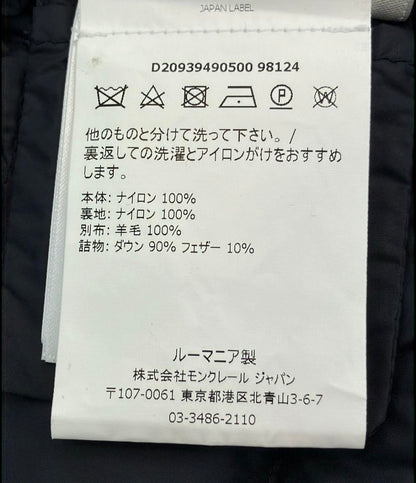 JAPAN LABEL
D20939490500 98124
他のものと分けて洗って下さい。/
裏返しての洗濯とアイロンがけをおすすめ
します。
本体: ナイロン 100%
裏地: ナイロン 100%
別布: 羊毛 100%
詰物: ダウン 90% フェザー 10%
ルーマニア製
株式会社モンクレール ジャパン
〒107-0061 東京都港区北青山3-6-7
03-3486-2110